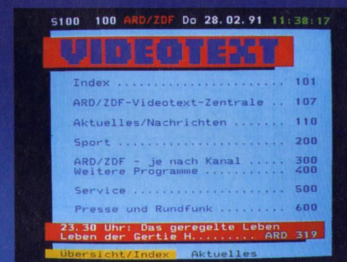 S100 100 ARD/ZDF Do 28.02.91 11:38:17
VIDEOTEXT
Index ...................... 101
ARD/ZDF-Videotext-Zentrale .. 107
Aktuelles/Nachrichten ...... 110
Sport ...................... 200
ARD/ZDF - je nach Kanal ..... 300
Weitere Programme .......... 400
Service .................... 500
Presse und Rundfunk ........ 600
23.30 Uhr: Das geregelte Leben
Leben der Gertie H......... ARD 319
Übersicht/Index Aktuelles